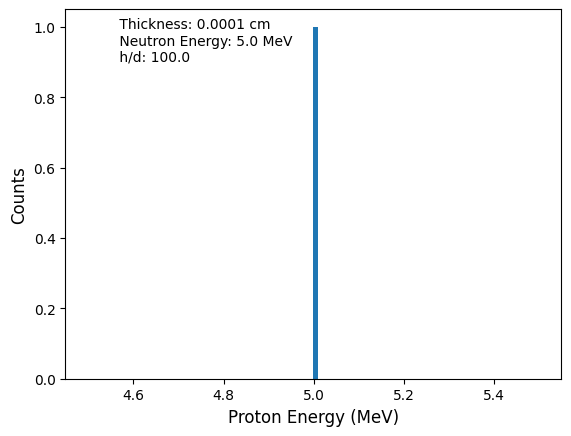 Thickness: 0.0001 cm
Neutron Energy: 5.0 MeV
h/d: 100.0
1.0
0.8
0.6
0.4
0.2
0.0
Counts
4.6 4.8 5.0 5.2 5.4
Proton Energy (MeV)